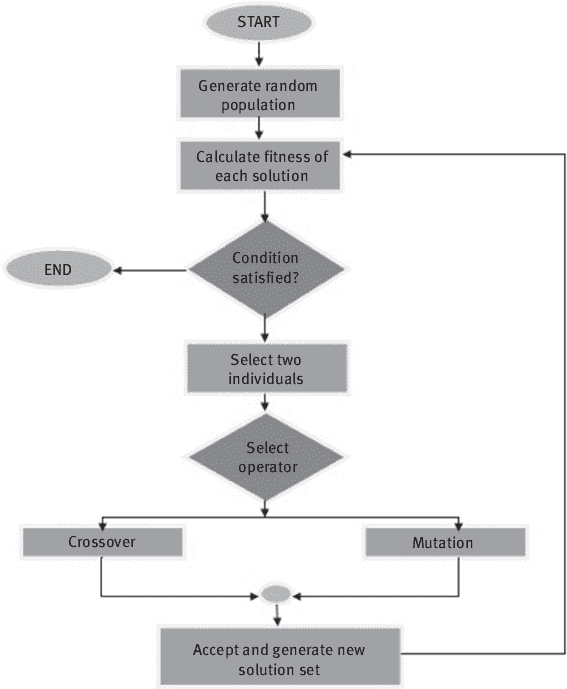 START
Generate random
population
Calculate fitness of
each solution
Condition
satisfied?
END
Select two
individuals
Select
operator
Crossover
Mutation
Accept and generate new
solution set